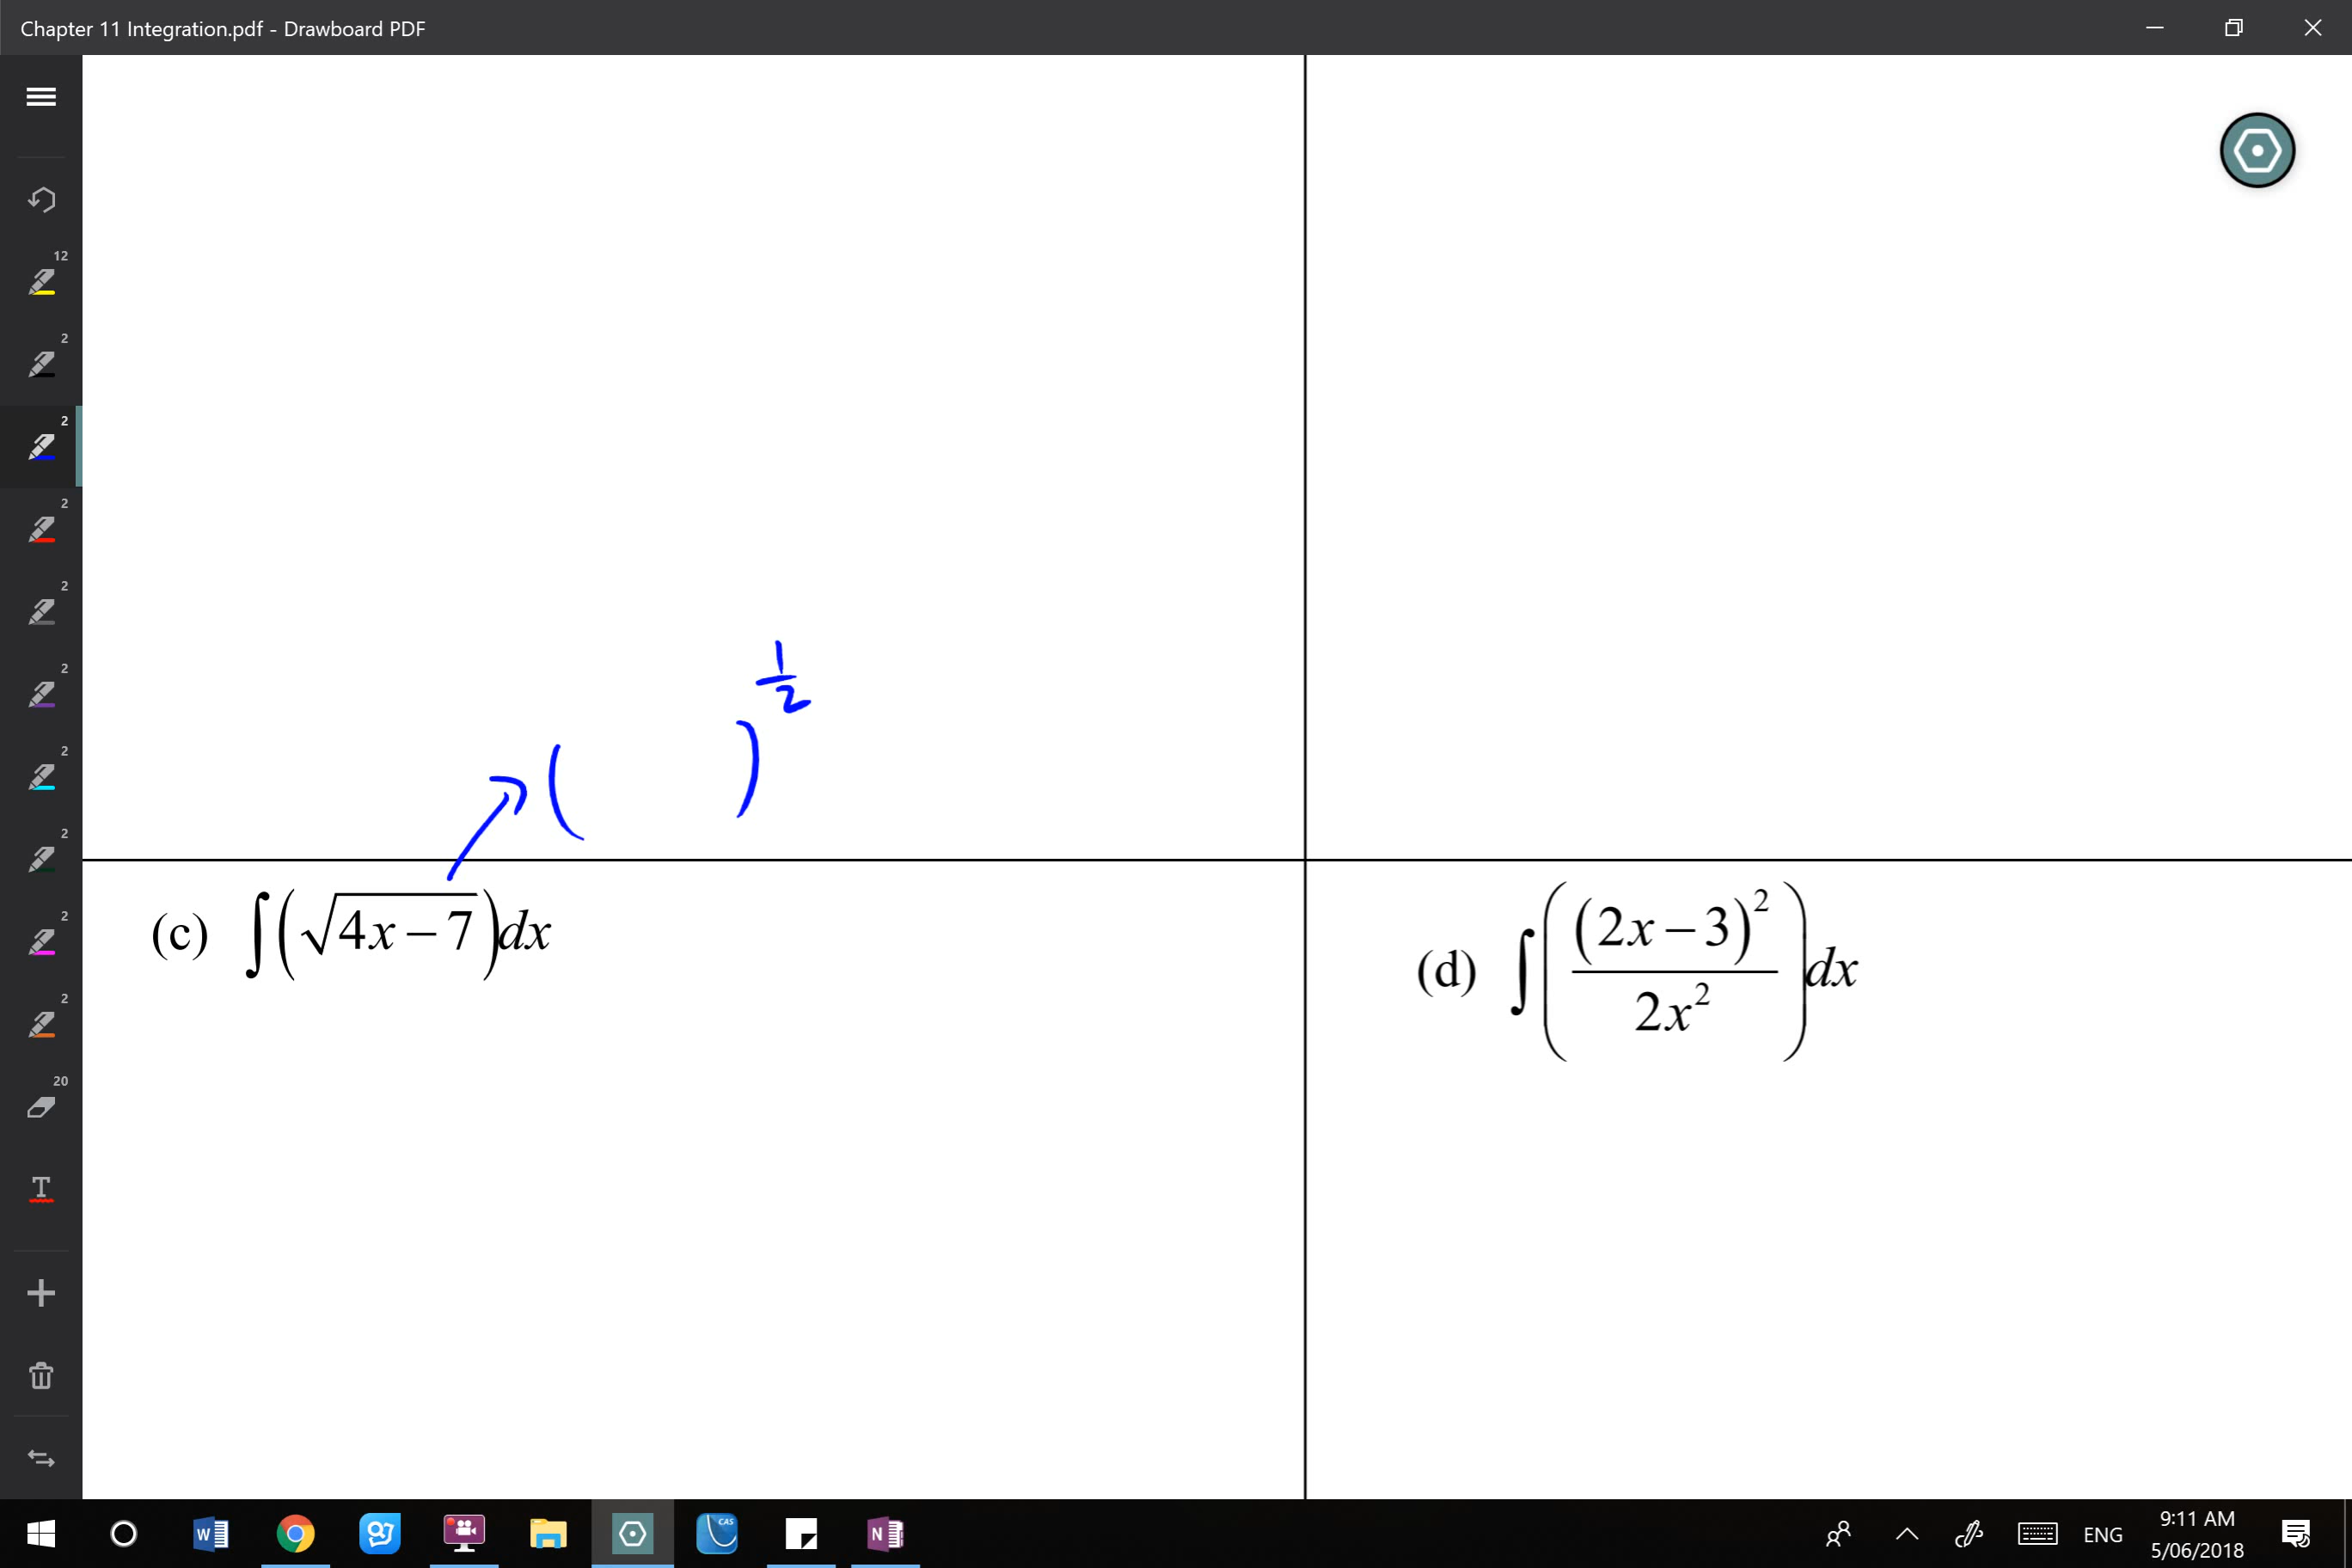 Chapter 11 Integration.pdf - Drawboard PDF
12
2
2
2
2
2
2
2
2
2
20
T
( )^{1/2}
(c) ∫(√(4x−7))dx
(d) ∫((2x−3)²/2x²)dx
CAS
W
N
ENG
9:11 AM
5/06/2018